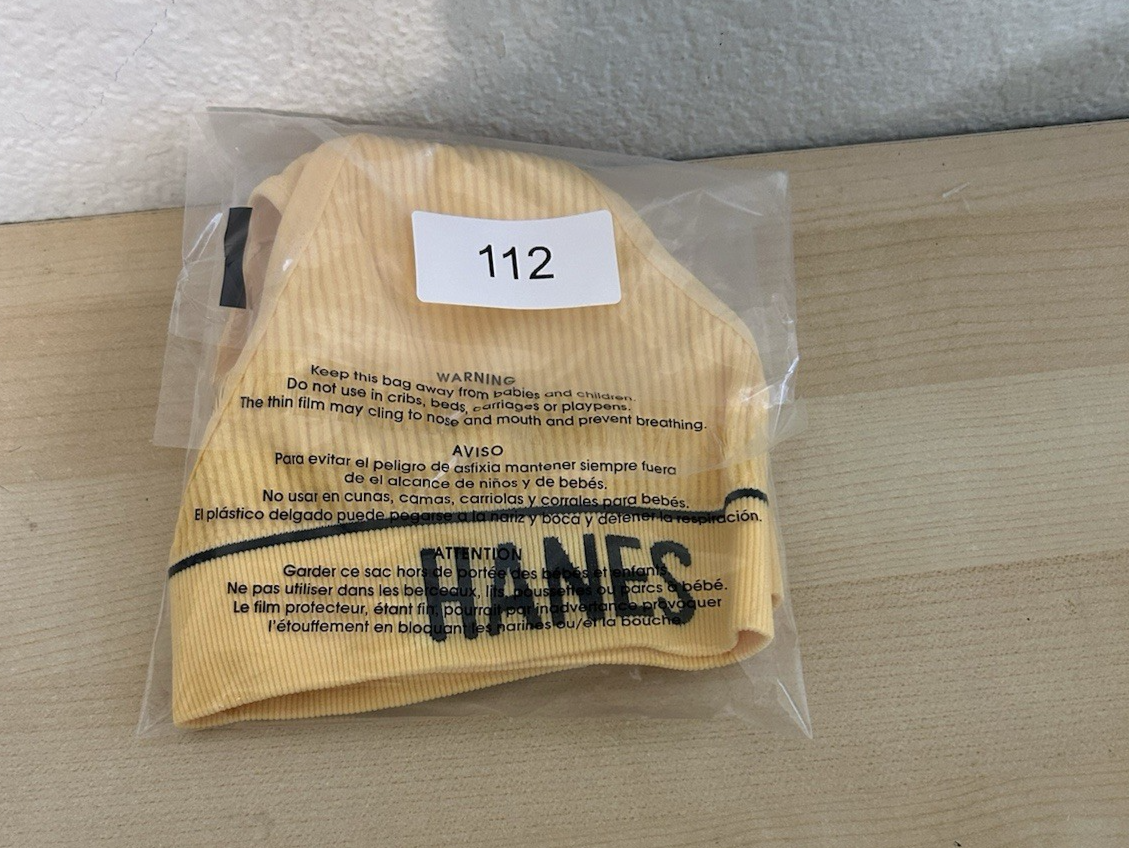 112
WARNING
Keep this bag away from babies and children.
Do not use in cribs, beds, carriages or playpens.
The thin film may cling to nose and mouth and prevent breathing.
AVISO
Para evitar el peligro de asfixia mantener siempre fuera
de el alcance de niños y de bebés.
No usar en cunas, camas, carriolas y corrales para bebés.
El plástico delgado puede pegarse a la nariz y boca y detener la respiración.
ATTENTION
Garder ce sac hors de portée des bébés et enfants.
Ne pas utiliser dans les berceaux, lits, poussettes ou parcs à bébé.
Le film protecteur, étant fin, pourrait par inadvertance provoquer
l'étouffement en bloquant les narines ou/et la bouche.
HANES